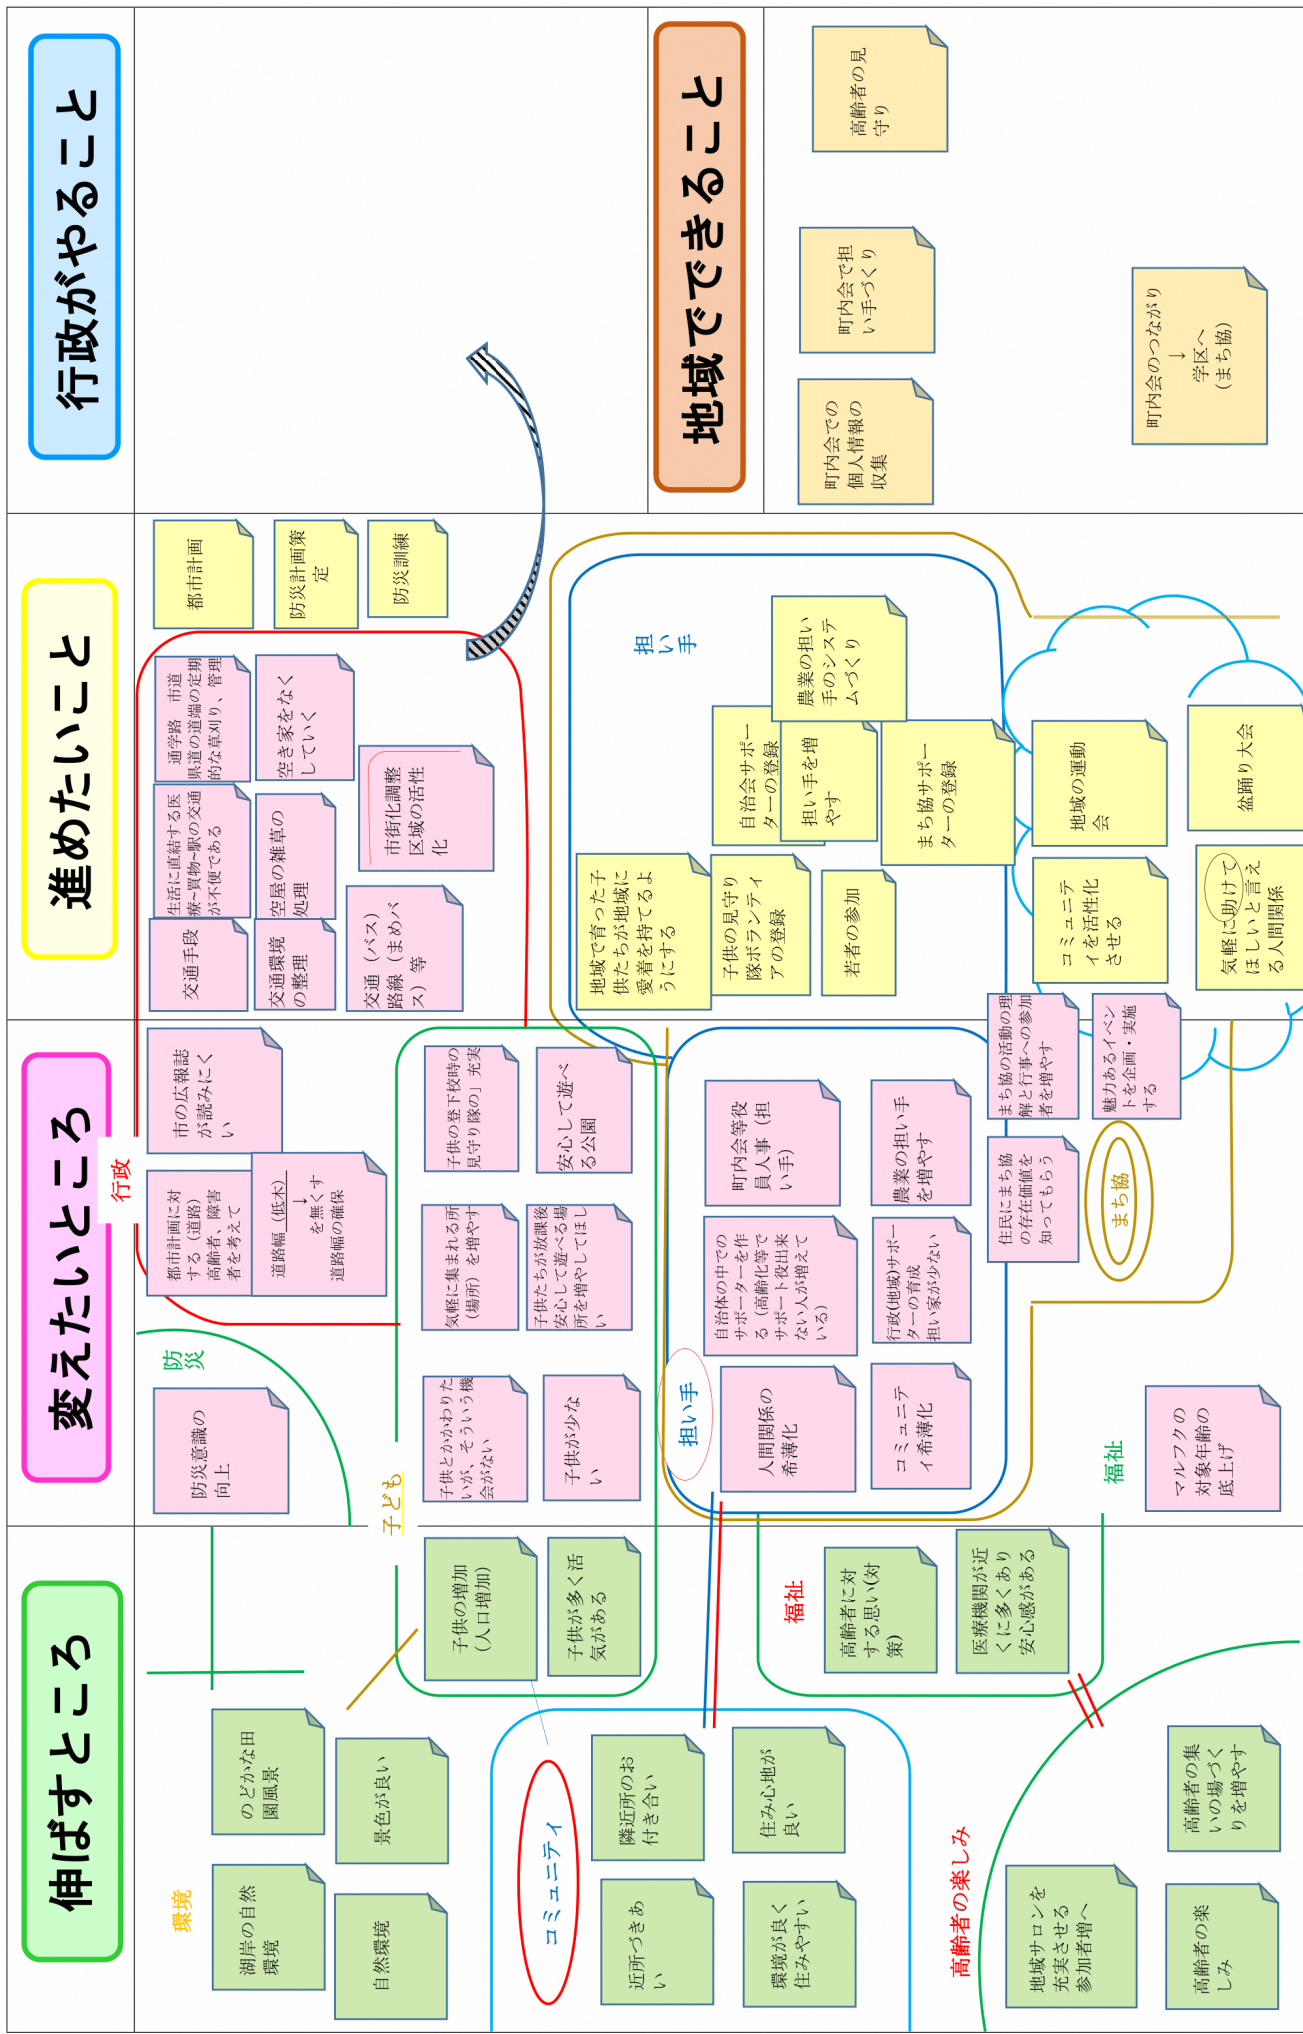 伸ばすところ
変えたいところ
進めたいこと
行政がやること
環境
湖岸の自然
環境
のどかな田
園風景
自然環境
景色が良い
コミュニティ
近所づきあ
い
隣近所のお
付き合い
環境が良く
住みやすい
住み心地が
良い
高齢者の楽しみ
地域サロンを
充実させる
参加者増へ
高齢者の楽
しみ
高齢者の集
いの場づく
りを増やす
子供の増加
(人口増加)
子供が多く活
気がある
福祉
高齢者に対
する思い(対
策)
医療機関が近
くに多くあり
安心感がある
防災
防災意識の
向上
行政
都市計画に対
する（道路）
高齢者、障害
者を考えて
市の広報誌
が読みにく
い
道路幅（低木）
↓
を無くす
道路幅の確保
子ども
子供とかかわりた
いが、そういう機
会がない
気軽に集まれる所
（場所）を増やす
子供の登下校時の
見守り隊の」充実
子供が少な
い
子供たちが放課後
安心して遊べる場
所を増やしてほし
い
安心して遊べ
る公園
担い手
人間関係の
希薄化
自治体の中での
サポーターを作
る（高齢化等で
サポート役出来
ない人が増えて
いる）
町内会等役
員人事（担
い手）
コミュニテ
ィ希薄化
行政(地域)サポー
ターの育成
担い家が少ない
農業の担い手
を増やす
住民にまち協
の存在価値を
知ってもらう
まち協の活動の理
解と行事への参加
者を増やす
魅力あるイベン
トを企画・実施
する
まち協
福祉
マルフクの
対象年齢の
底上げ
交通手段
生活に直結する医
療~買物~駅の交通
が不便である
通学路　市道
県道の道端の定期
的な草刈り、管理
交通環境
の整理
空屋の雑草の
処理
空き家をなく
していく
交通（バス）
路線（まめバ
ス）等
市街化調整
区域の活性
化
都市計画
防災計画策
定
防災訓練
担い手
地域で育った子
供たちが地域に
愛着を持てるよ
うにする
子供の見守り
隊ボランティ
アの登録
自治会サポー
ターの登録
担い手を増
やす
農業の担い
手のシステ
ムづくり
若者の参加
まち協サポー
ターの登録
コミュニテ
ィを活性化
させる
地域の運動
会
気軽に助けて
ほしいと言え
る人間関係
盆踊り大会
地域でできること
町内会での
個人情報の
収集
町内会で担
い手づくり
高齢者の見
守り
町内会のつながり
↓
学区へ
(まち協)